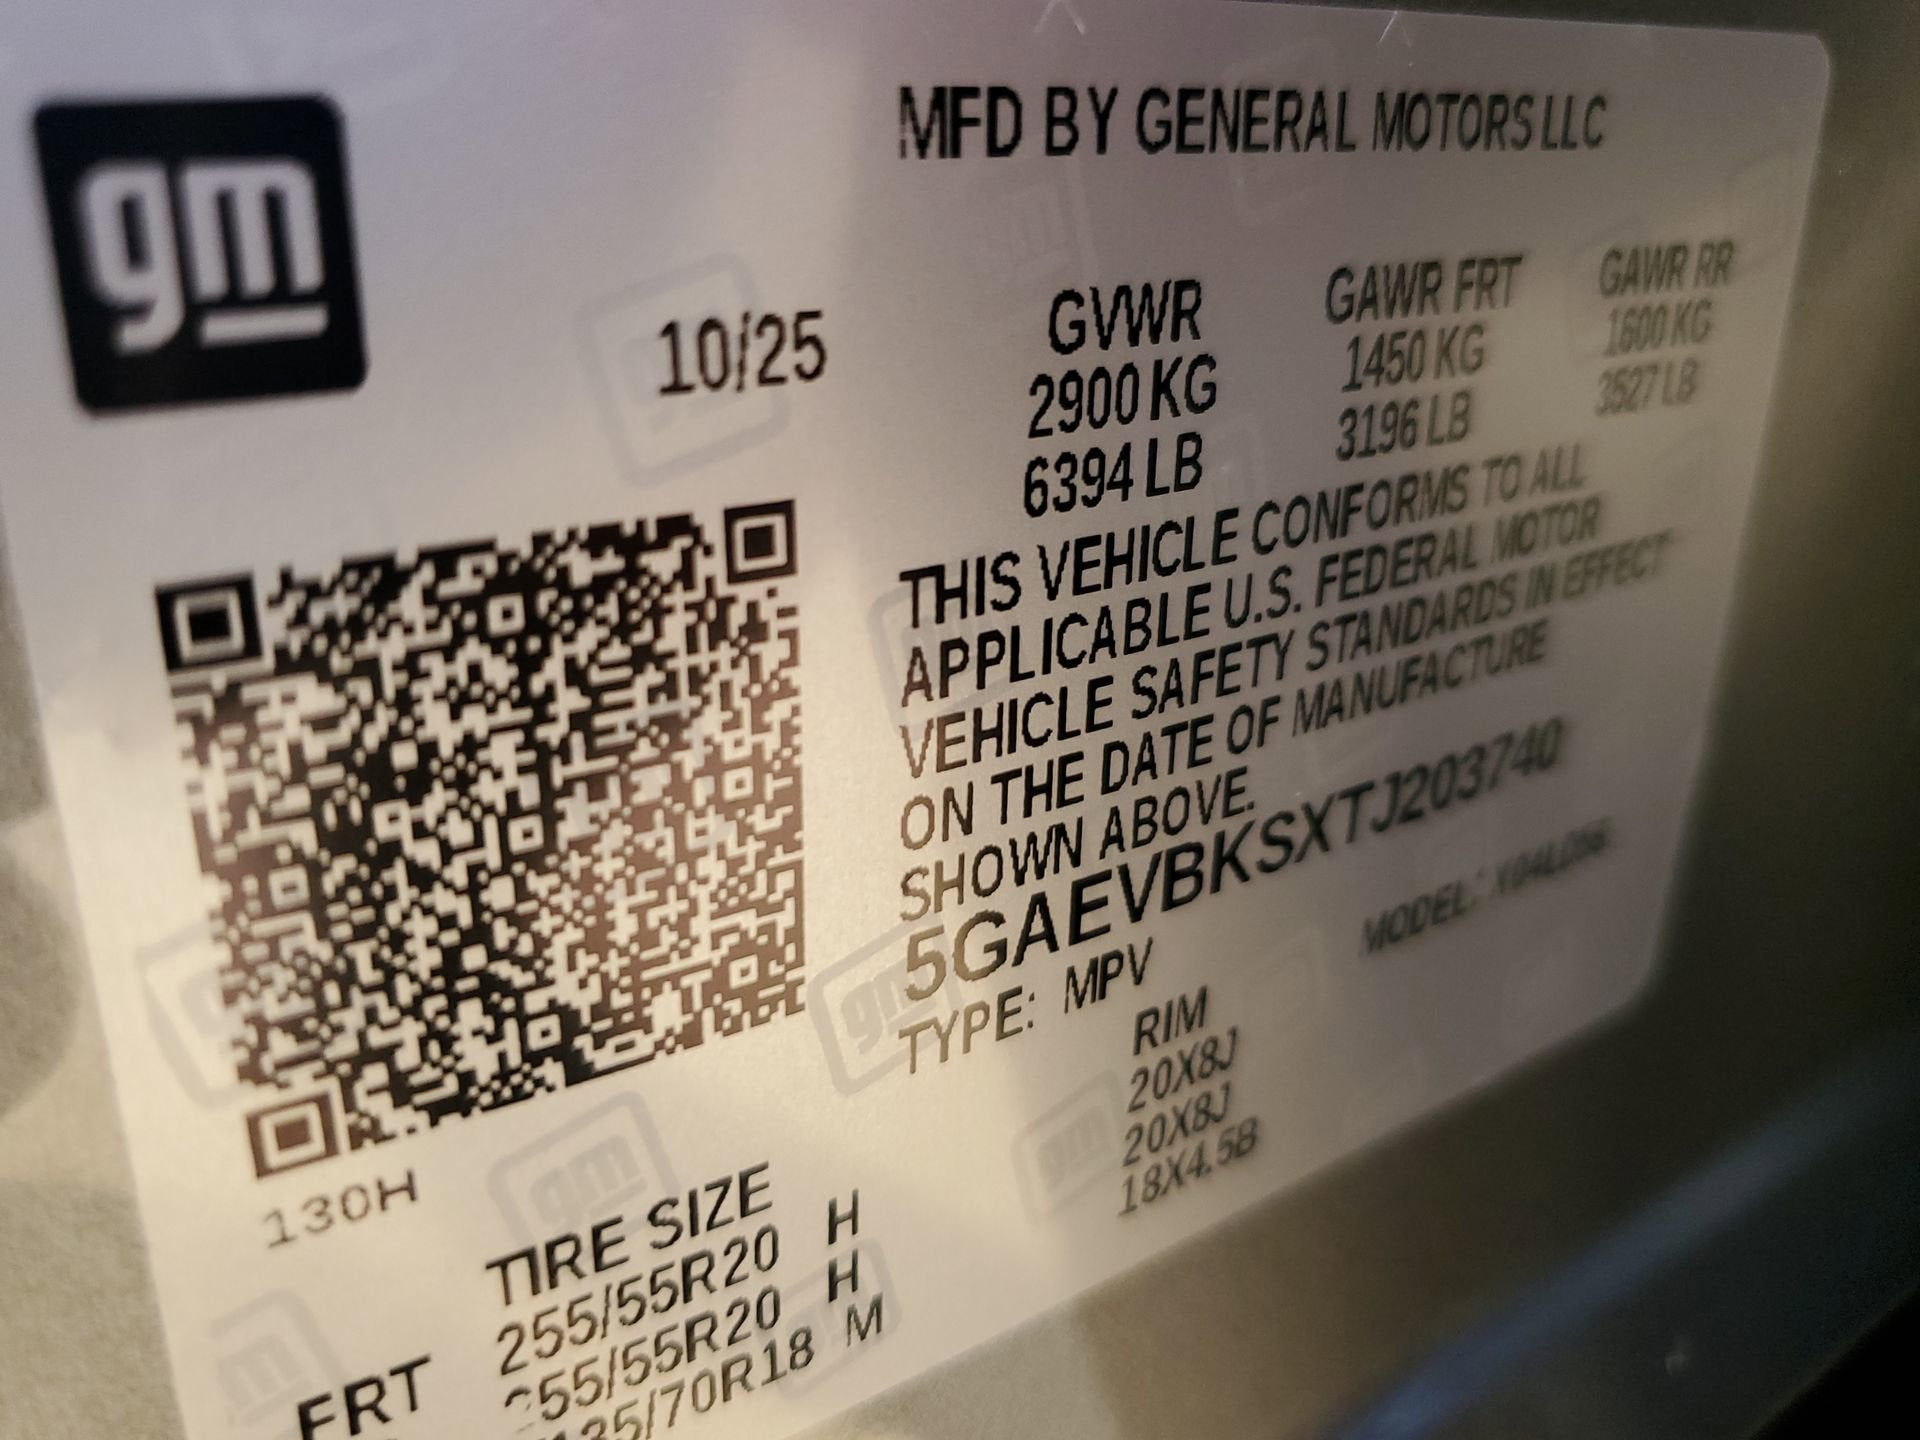 gm
MFD BY GENERAL MOTORS LLC
10/25
GVWR GAWR FRT GAWR RR
2900 KG 1450 KG 1600 KG
6394 LB 3196 LB 3527 LB
THIS VEHICLE CONFORMS TO ALL
APPLICABLE U.S. FEDERAL MOTOR
VEHICLE SAFETY STANDARDS IN EFFECT
ON THE DATE OF MANUFACTURE
SHOWN ABOVE.
5GAEVBKSXTJ203740
TYPE: MPV MODEL:
130H
TIRE SIZE RIM
FRT 255/55R20 H 20X8J
255/55R20 H 20X8J
135/70R18 M 18X4.5B